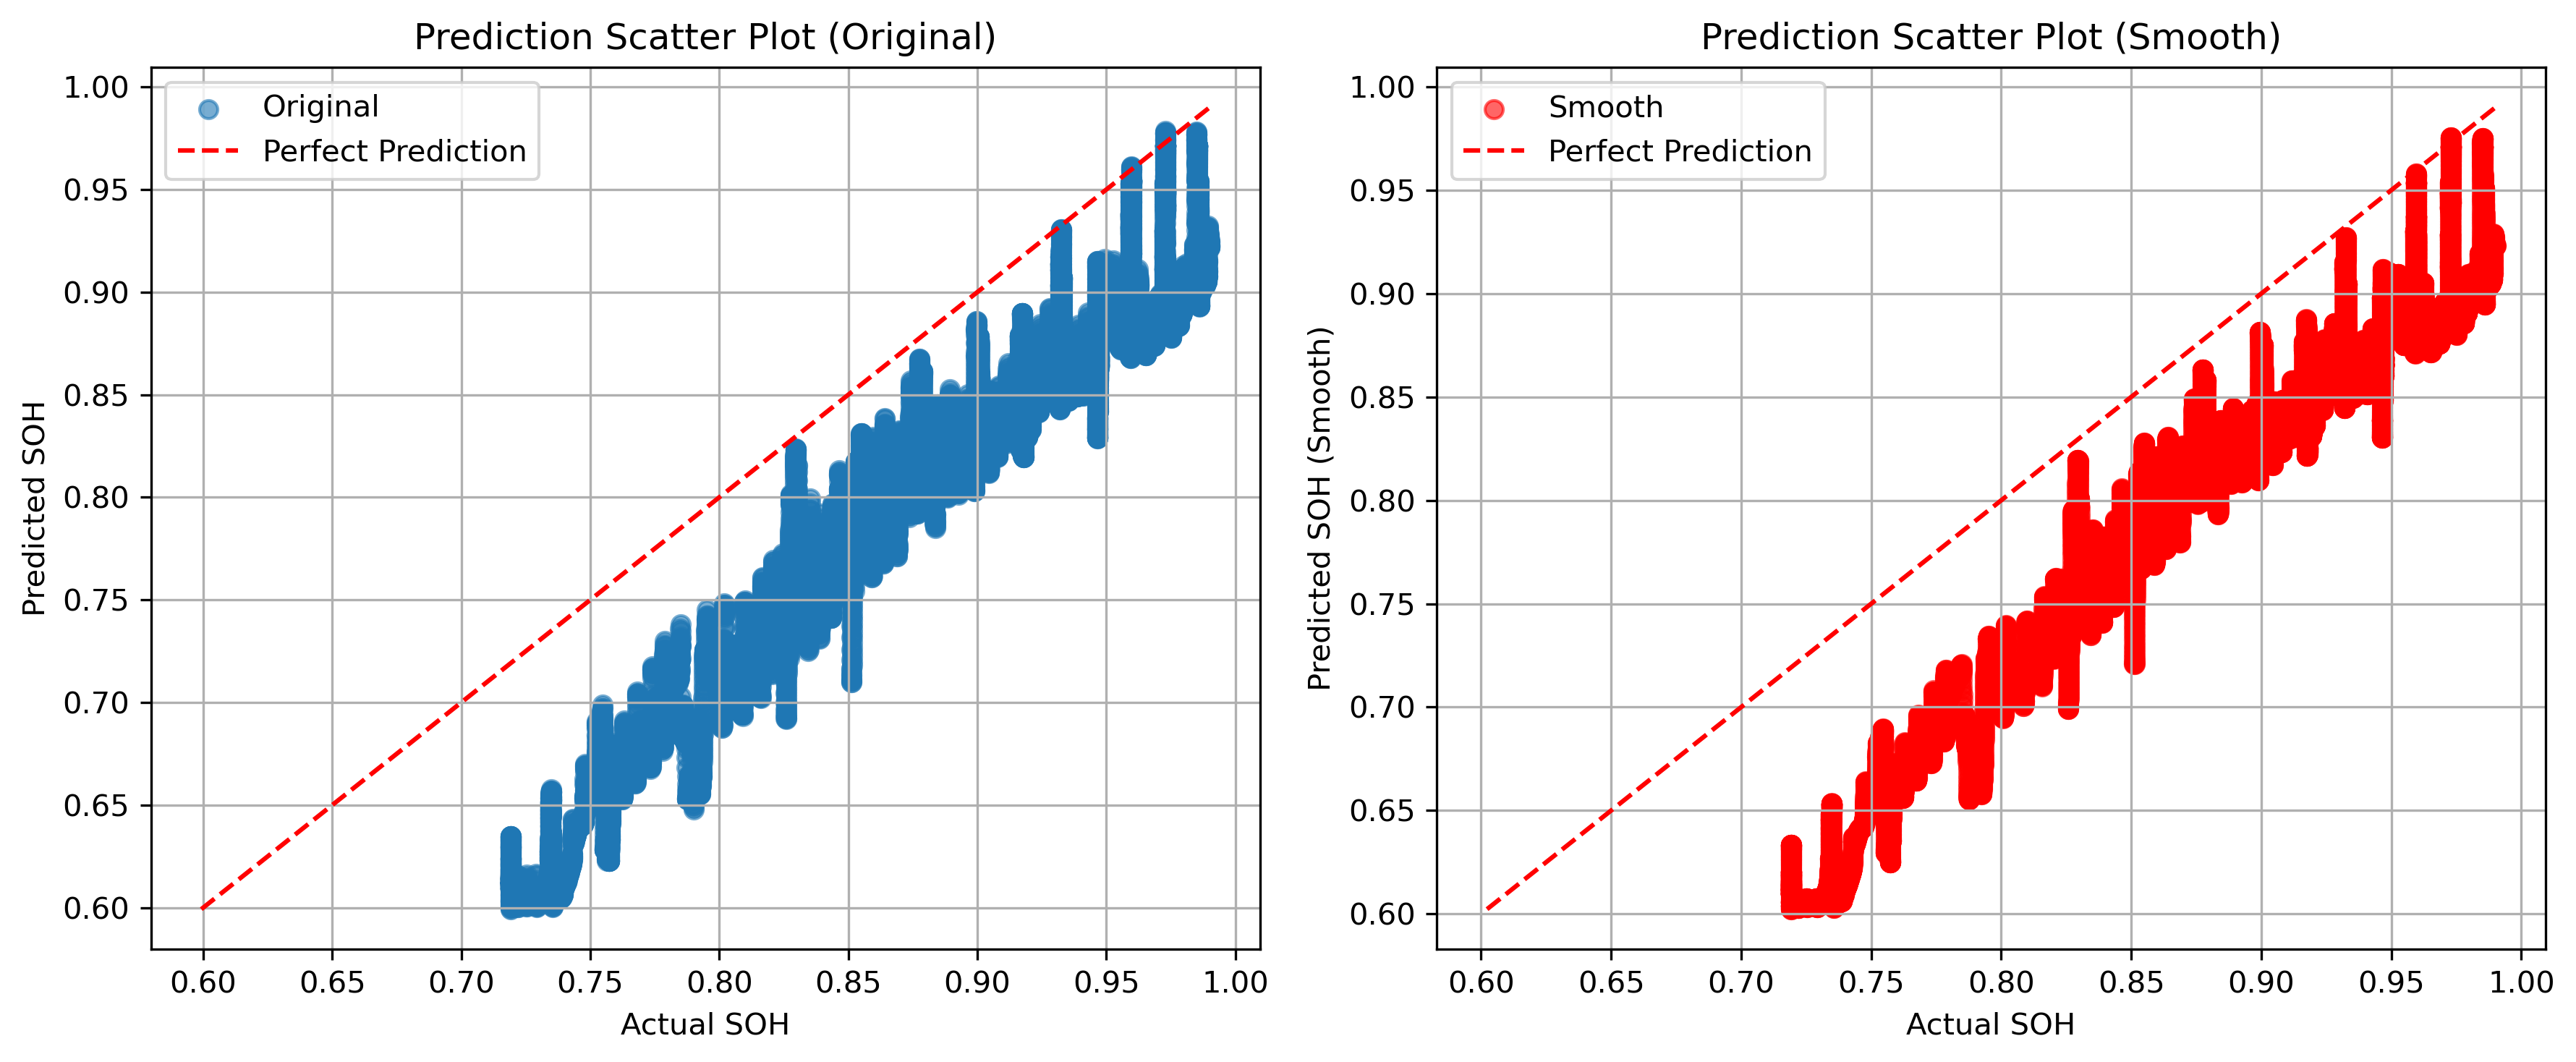 Prediction Scatter Plot (Original)
Original
Perfect Prediction
Predicted SOH
1.00
0.95
0.90
0.85
0.80
0.75
0.70
0.65
0.60
0.60 0.65 0.70 0.75 0.80 0.85 0.90 0.95 1.00
Actual SOH
Prediction Scatter Plot (Smooth)
Smooth
Perfect Prediction
Predicted SOH (Smooth)
1.00
0.95
0.90
0.85
0.80
0.75
0.70
0.65
0.60
0.60 0.65 0.70 0.75 0.80 0.85 0.90 0.95 1.00
Actual SOH